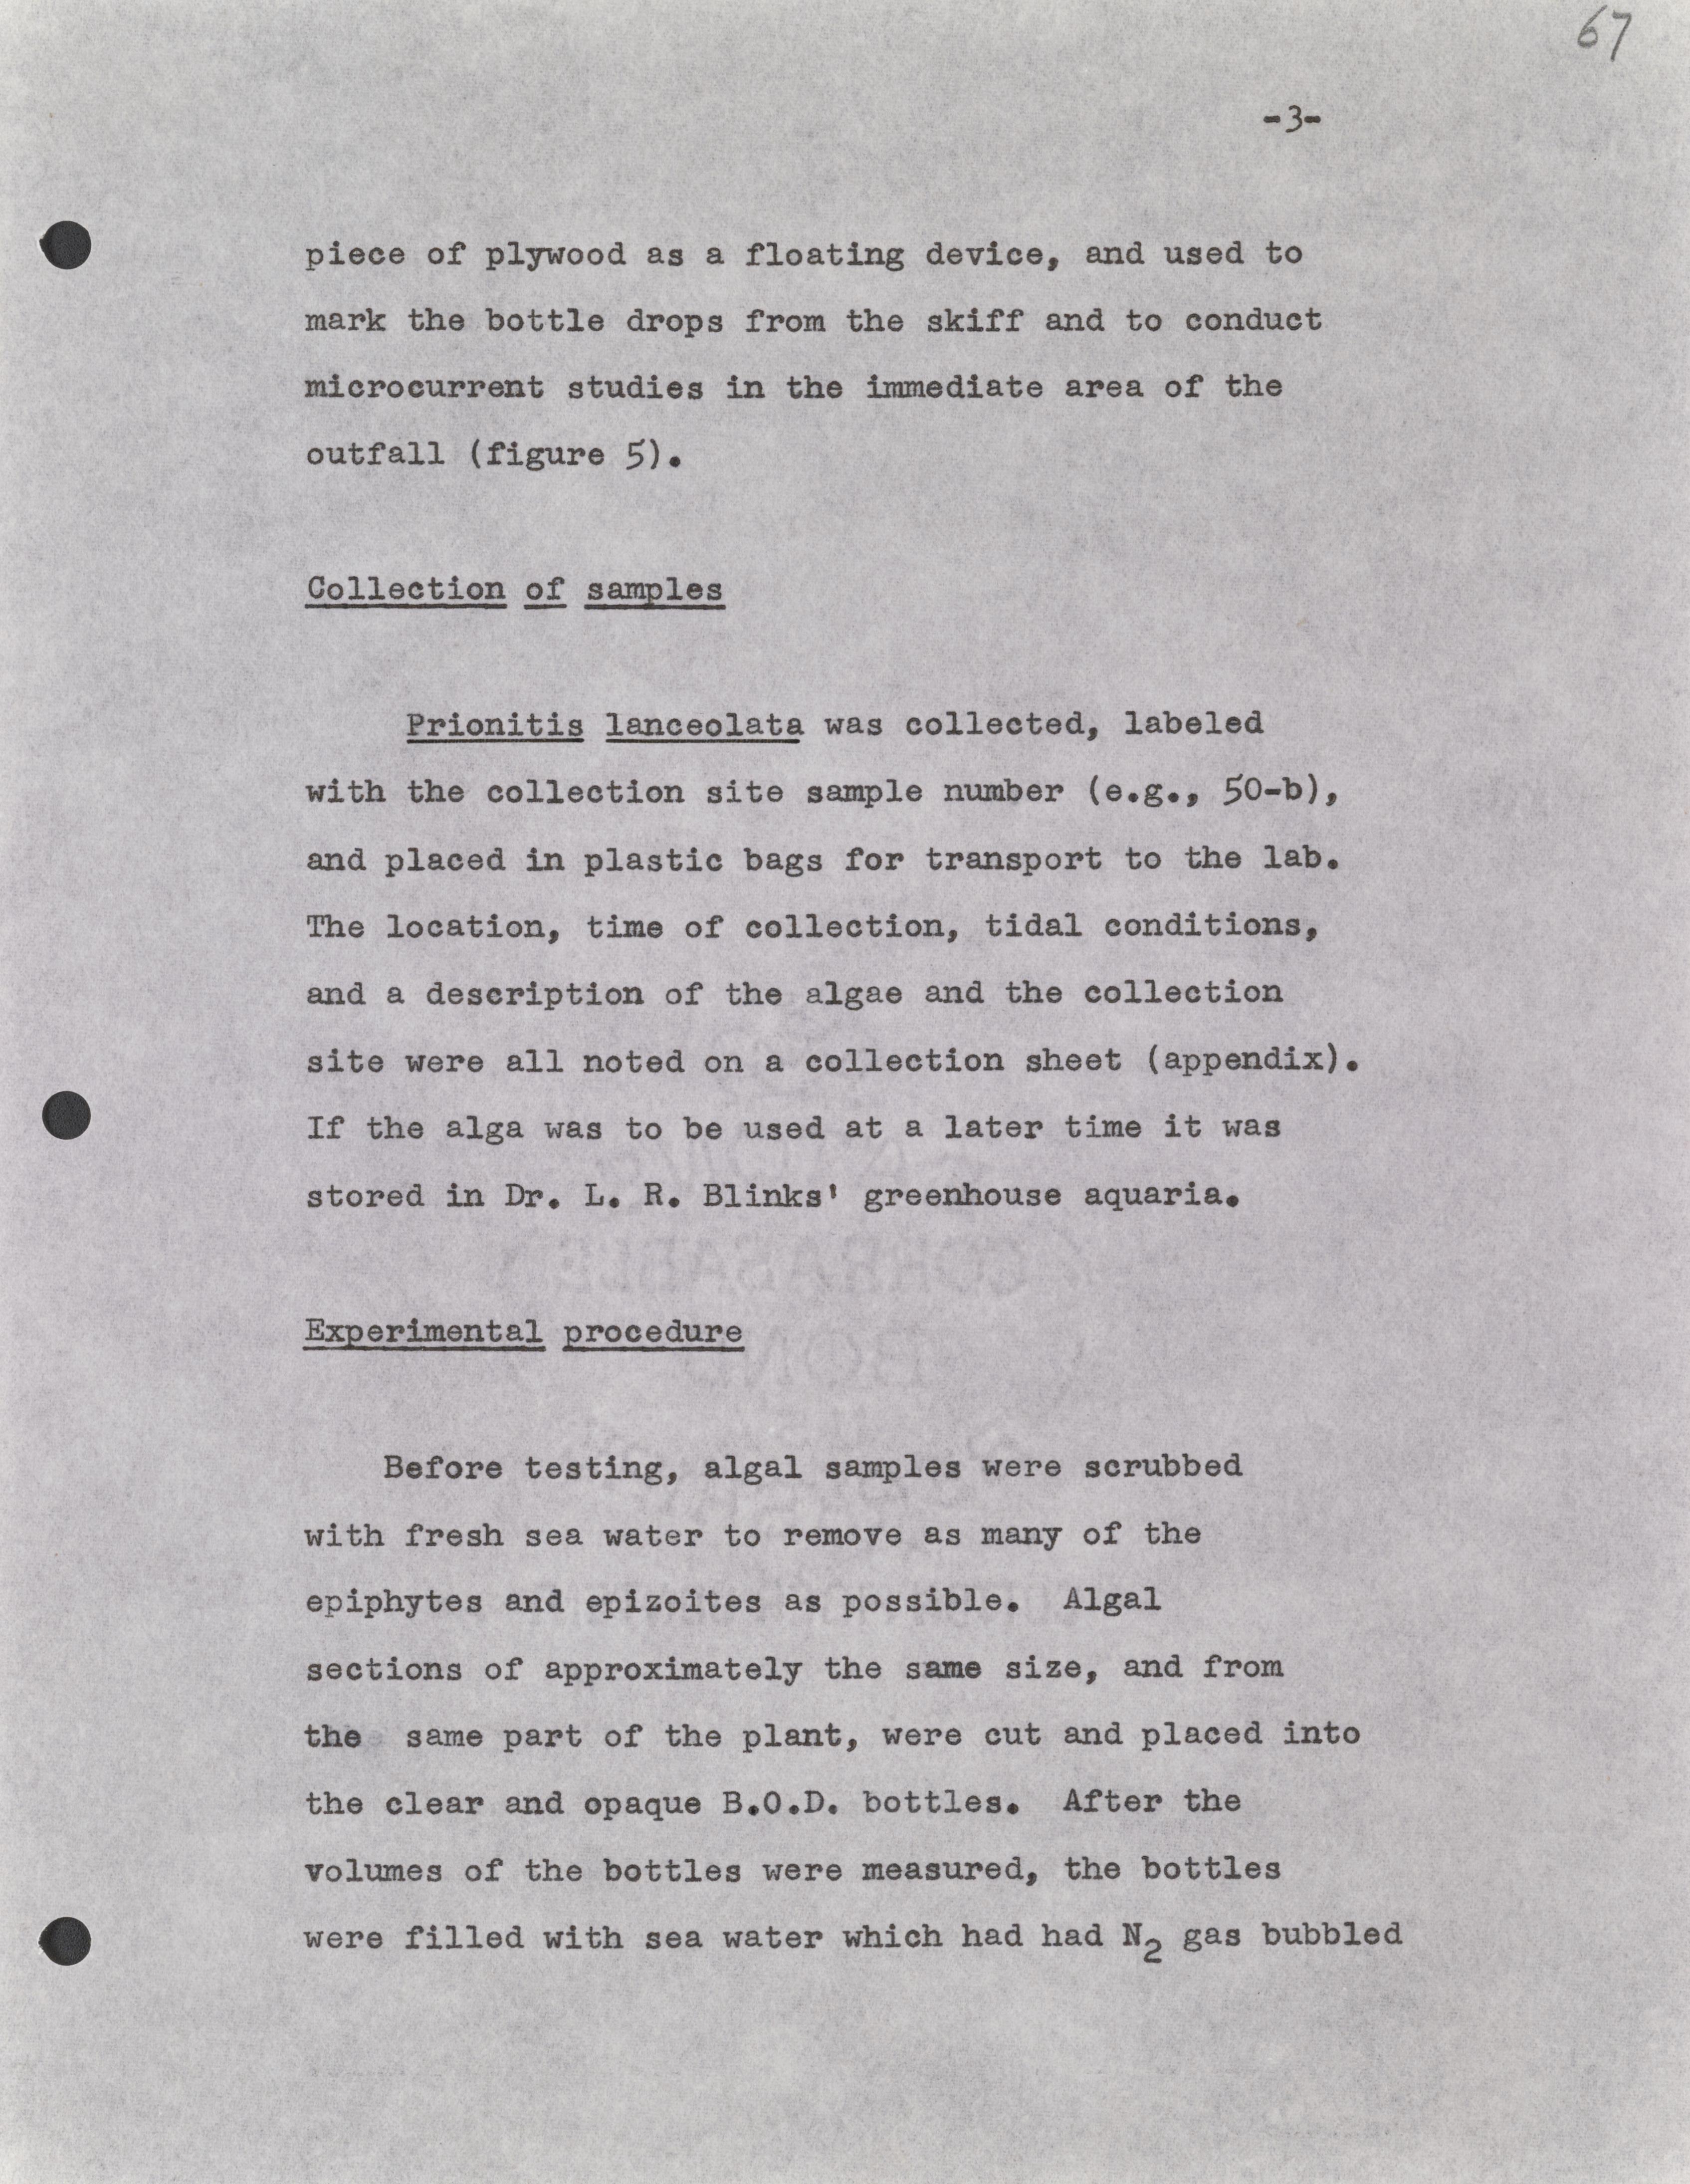 67
-3-
piece of plywood as a floating device, and used to
mark the bottle drops from the skiff and to conduct
microcurrent studies in the immediate area of the
outfall (figure 5).
Collection of samples
Prionitis lanceolata was collected, labeled
with the collection site sample number (e.g., 50-b),
and placed in plastic bags for transport to the lab.
The location, time of collection, tidal conditions,
and a description of the algae and the collection
site were all noted on a collection sheet (appendix).
If the alga was to be used at a later time it was
stored in Dr. L. R. Blinks' greenhouse aquaria.
Experimental procedure
Before testing, algal samples were scrubbed
with fresh sea water to remove as many of the
epiphytes and epizoites as possible.  Algal
sections of approximately the same size, and from
the  same part of the plant, were cut and placed into
the clear and opaque B.O.D. bottles.  After the
volumes of the bottles were measured, the bottles
were filled with sea water which had had N₂ gas bubbled